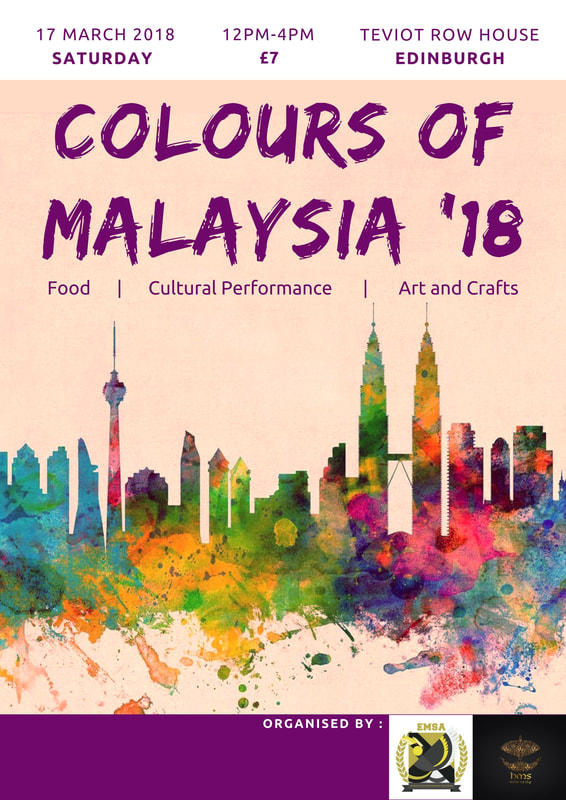 17 MARCH 2018 12PM-4PM TEVIOT ROW HOUSE
SATURDAY £7 EDINBURGH
COLOURS OF
MALAYSIA '18
Food | Cultural Performance | Art and Crafts
ORGANISED BY :
EMSA
hms